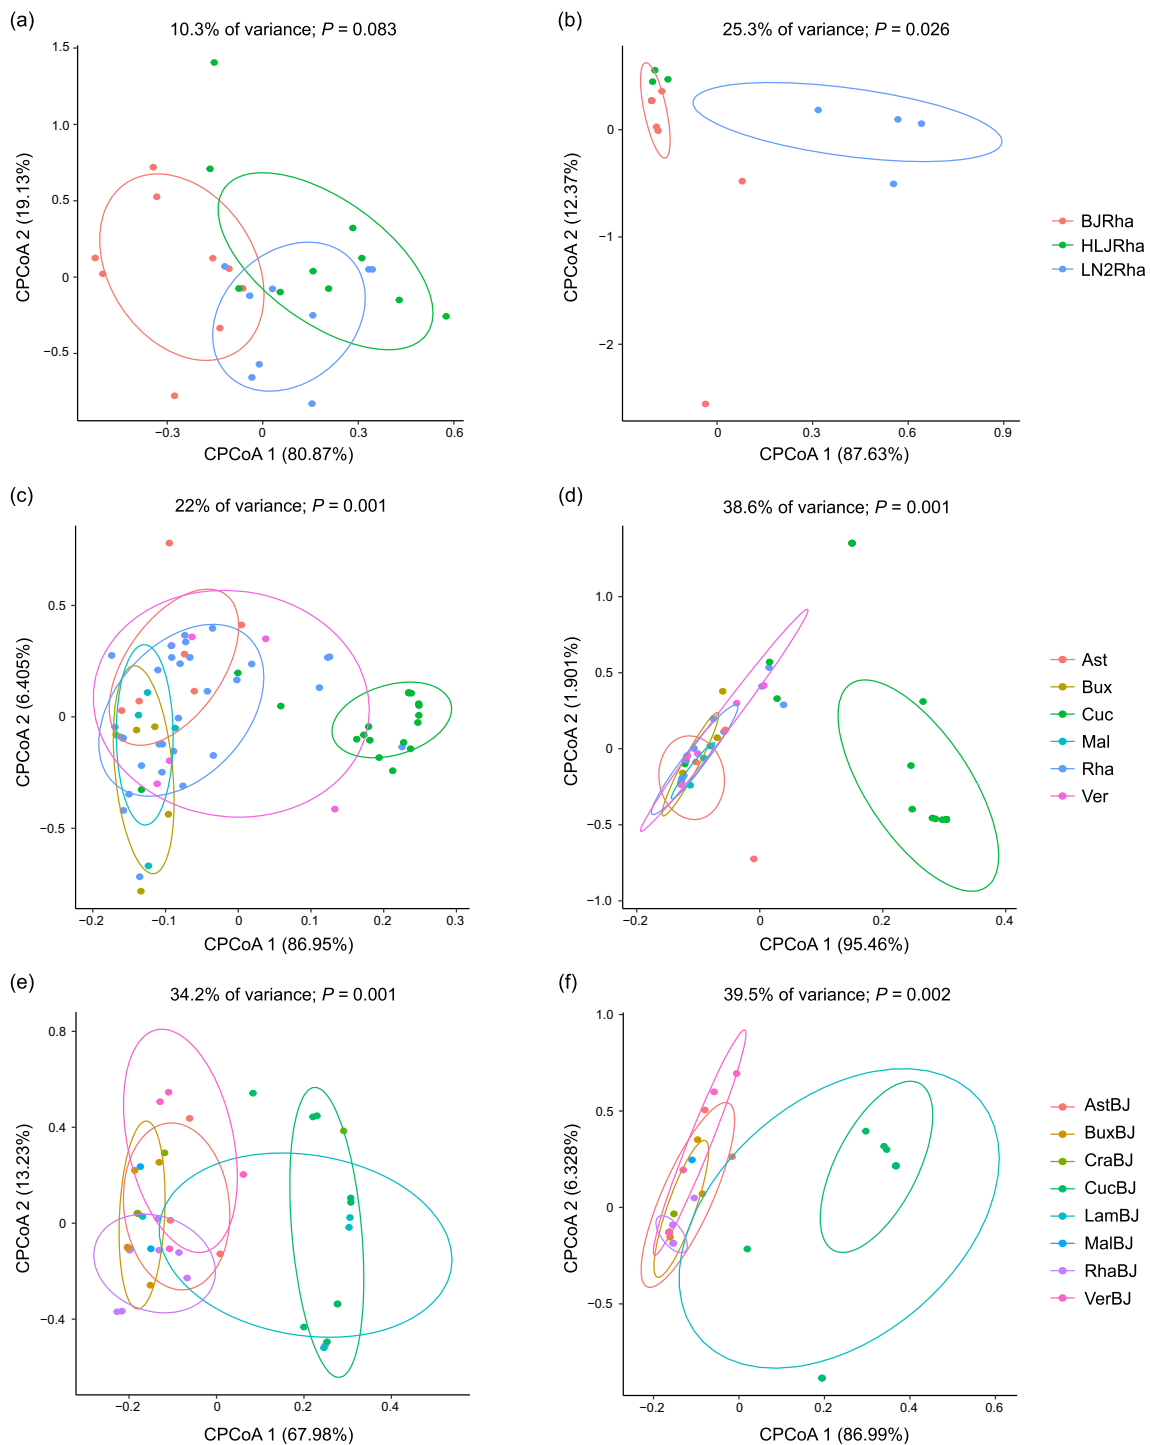 (a)
10.3% of variance; P = 0.083
1.5
1.0
0.5
0
−0.5
CPCoA 2 (19.13%)
−0.3
0
0.3
0.6
CPCoA 1 (80.87%)
(b)
25.3% of variance; P = 0.026
0
−1
−2
CPCoA 2 (12.37%)
0
0.3
0.6
0.9
CPCoA 1 (87.63%)
BJRha
HLJRha
LN2Rha
(c)
22% of variance; P = 0.001
0.5
0
−0.5
CPCoA 2 (6.405%)
−0.2
−0.1
0
0.1
0.2
0.3
CPCoA 1 (86.95%)
(d)
38.6% of variance; P = 0.001
1.0
0.5
0
−0.5
−1.0
CPCoA 2 (1.901%)
−0.2
0
0.2
0.4
CPCoA 1 (95.46%)
Ast
Bux
Cuc
Mal
Rha
Ver
(e)
34.2% of variance; P = 0.001
0.8
0.4
0
−0.4
CPCoA 2 (13.23%)
−0.2
0
0.2
0.4
CPCoA 1 (67.98%)
(f)
39.5% of variance; P = 0.002
1.0
0.5
0
−0.5
CPCoA 2 (6.328%)
−0.2
0
0.2
0.4
0.6
CPCoA 1 (86.99%)
AstBJ
BuxBJ
CraBJ
CucBJ
LamBJ
MalBJ
RhaBJ
VerBJ